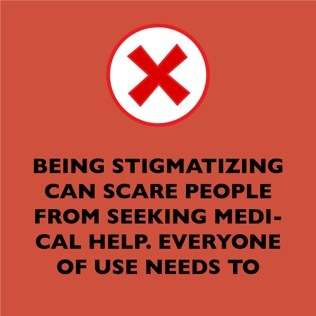 BEING STIGMATIZING
CAN SCARE PEOPLE
FROM SEEKING MEDI-
CAL HELP. EVERYONE
OF USE NEEDS TO